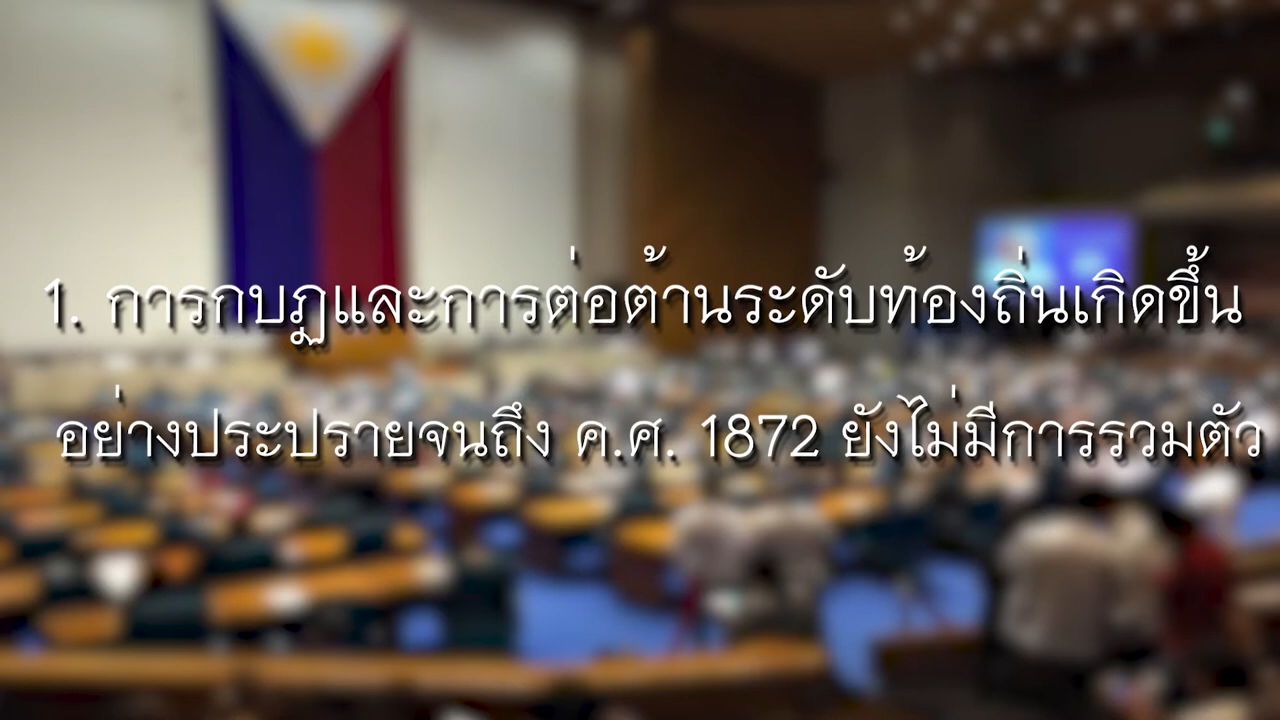 1. การกบฏและการต่อต้านระดับท้องถิ่นเกิดขึ้น
อย่างประปรายจนถึง ค.ศ. 1872 ยังไม่มีการรวมตัว